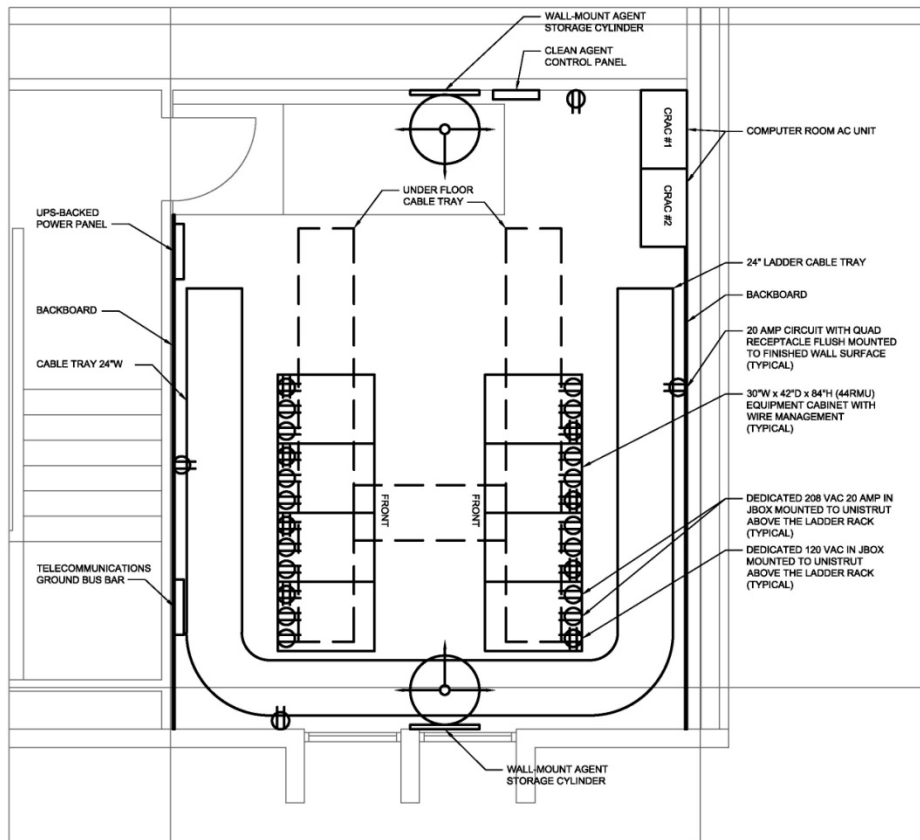 WALL-MOUNT AGENT
STORAGE CYLINDER
CLEAN AGENT
CONTROL PANEL
CRAC #1
CRAC #2
COMPUTER ROOM AC UNIT
UNDER FLOOR
CABLE TRAY
UPS-BACKED
POWER PANEL
24" LADDER CABLE TRAY
BACKBOARD
BACKBOARD
20 AMP CIRCUIT WITH QUAD
RECEPTACLE FLUSH MOUNTED
TO FINISHED WALL SURFACE
(TYPICAL)
CABLE TRAY 24"W
30"W x 42"D x 84"H (44RMU)
EQUIPMENT CABINET WITH
WIRE MANAGEMENT
(TYPICAL)
FRONT
FRONT
DEDICATED 208 VAC 20 AMP IN
JBOX MOUNTED TO UNISTRUT
ABOVE THE LADDER RACK
(TYPICAL)
DEDICATED 120 VAC IN JBOX
MOUNTED TO UNISTRUT
ABOVE THE LADDER RACK
(TYPICAL)
TELECOMMUNICATIONS
GROUND BUS BAR
WALL-MOUNT AGENT
STORAGE CYLINDER